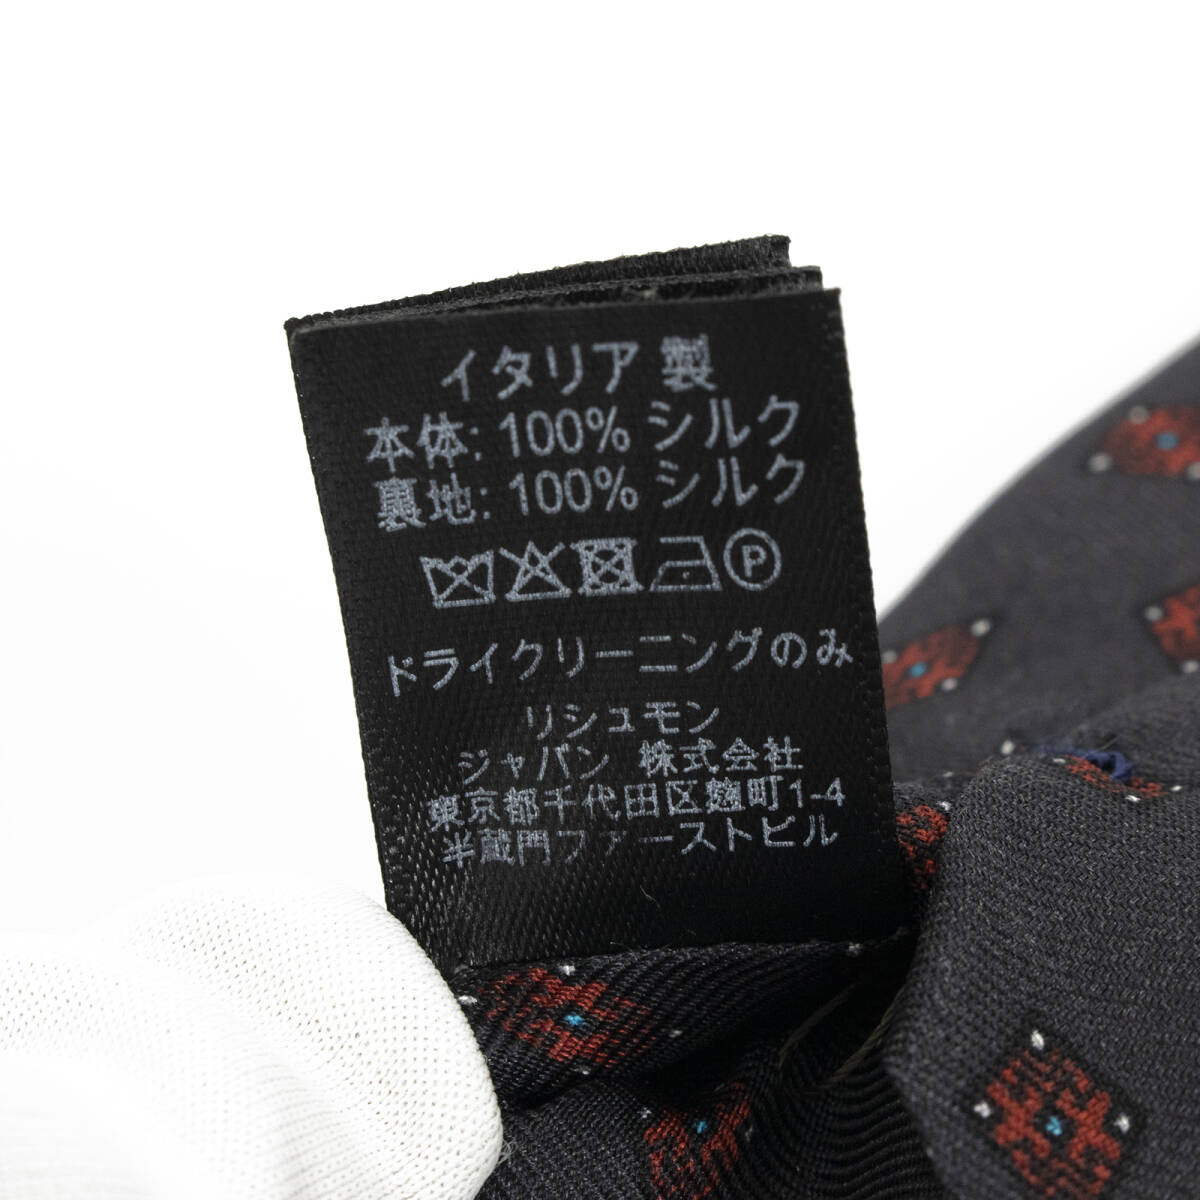 イタリア 製
本体: 100% シルク
裏地: 100% シルク
P
ドライクリーニングのみ
リシュモン
ジャパン 株式会社
東京都千代田区麹町1-4
半蔵門ファーストビル